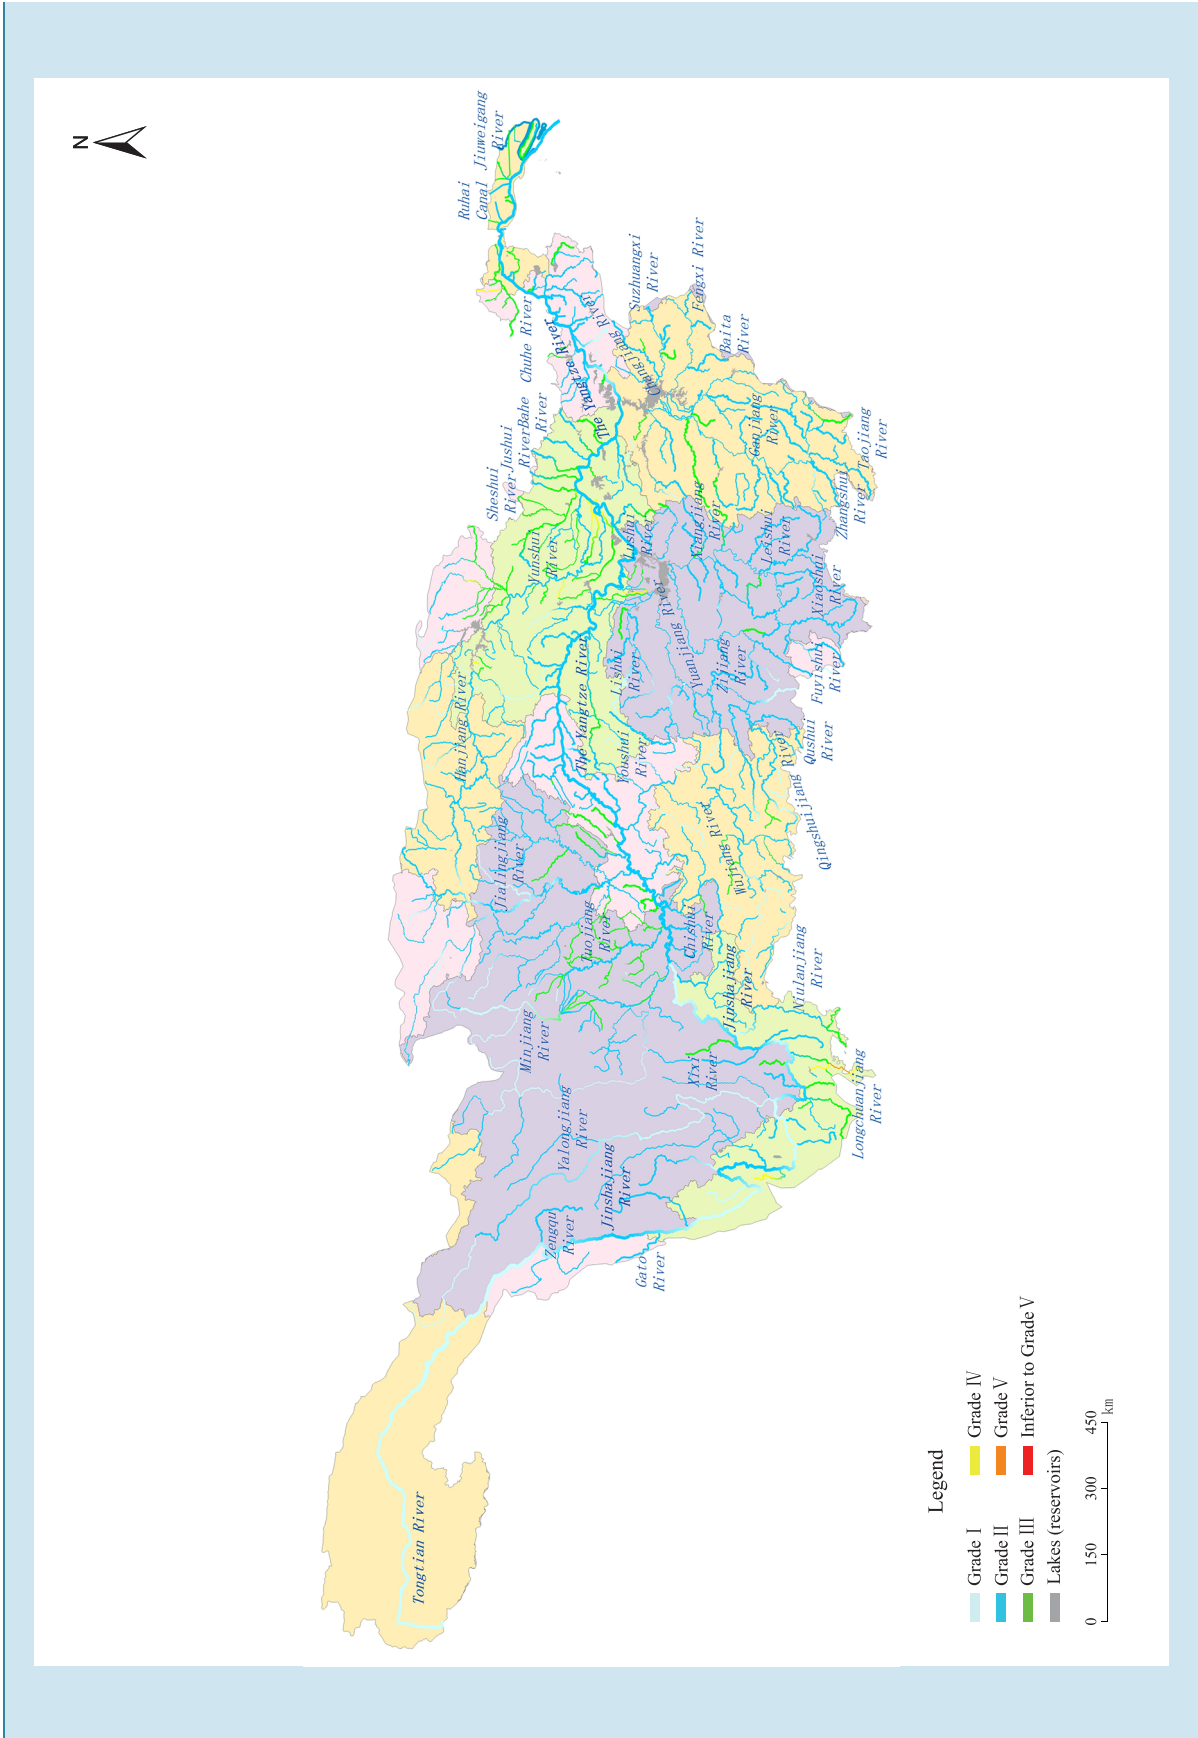 N
Ruhai
Canal
Jiuweigang
River
Chuhe River
Bahe
River
Jushui
River
Sheshui
River
Suzhuangxi
River
Fengxi River
Baita
River
The Yangtze River
Changjiang River
Ganjiang
River
Taojiang
River
Zhangshui
River
Yunshui
River
Lushui
River
Xiangjiang
River
Leishui
River
Xiaoshui
River
Hanjiang River
The Yangtze River
Lishui
River
Yuanjiang River
Zijiang
River
Fuyishui
River
Youshui
River
Qushui
River
Qingshuijiang River
Jialingjiang
River
Wujiang River
Tuojiang
River
Chishui
River
Jinshajiang
River
Niulanjiang
River
Minjiang
River
Xixi
River
Longchuanjiang
River
Yalongjiang
River
Jinshajiang
River
Zengqu
River
Gato
River
Tongtian River
Legend
Grade I
Grade II
Grade III
Lakes (reservoirs)
Grade IV
Grade V
Inferior to Grade V
0 150 300 450
km